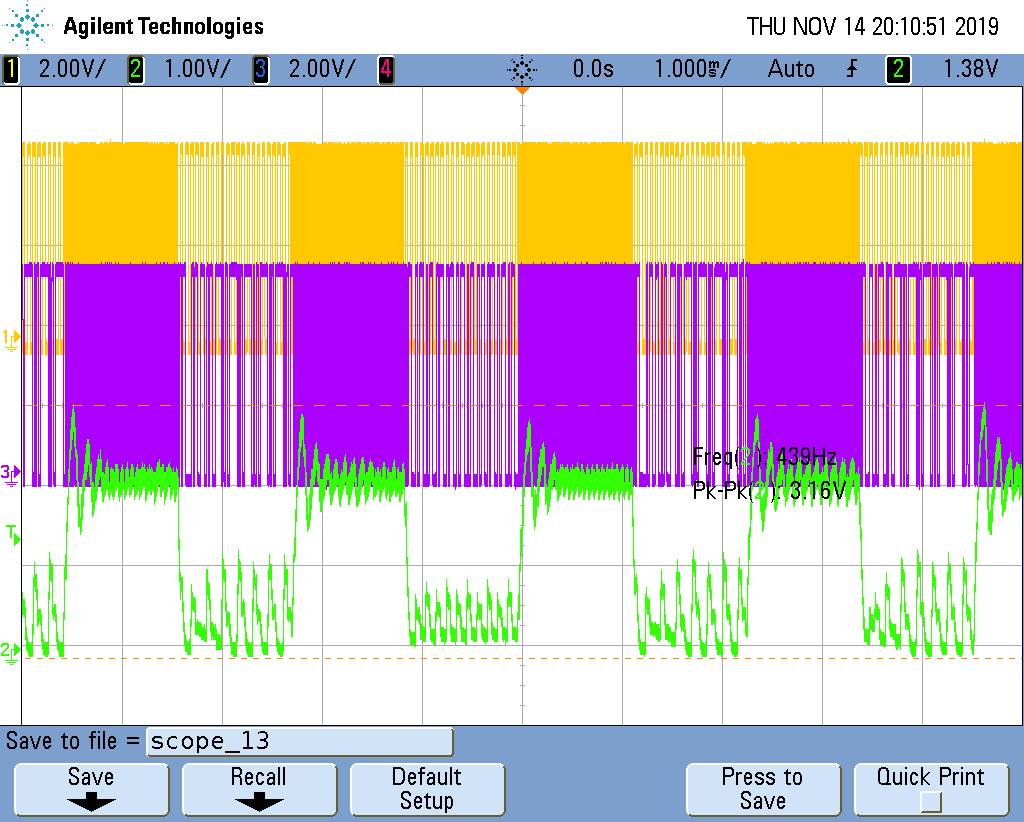 Agilent Technologies THU NOV 14 20:10:51 2019
1 2.00V/ 2 1.00V/ 3 2.00V/ 4 0.0s 1.000ms/ Auto 2 1.38V
1
3
Freq(3): 439Hz
Pk-Pk(2): 3.16V
T
2
Save to file = scope_13
Save Recall Default Setup Press to Save Quick Print